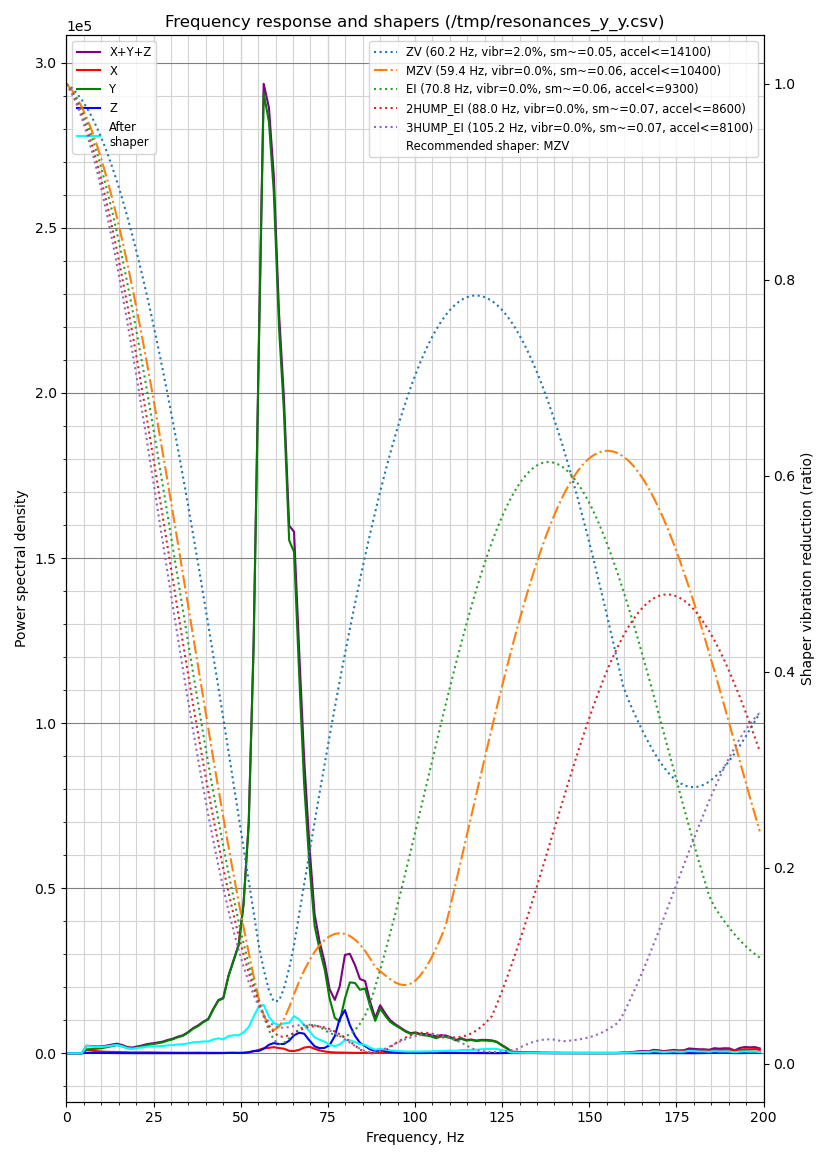 Frequency response and shapers (/tmp/resonances_y_y.csv)
1e5
X+Y+Z
X
Y
Z
After
shaper
ZV (60.2 Hz, vibr=2.0%, sm~=0.05, accel<=14100)
MZV (59.4 Hz, vibr=0.0%, sm~=0.06, accel<=10400)
EI (70.8 Hz, vibr=0.0%, sm~=0.06, accel<=9300)
2HUMP_EI (88.0 Hz, vibr=0.0%, sm~=0.07, accel<=8600)
3HUMP_EI (105.2 Hz, vibr=0.0%, sm~=0.07, accel<=8100)
Recommended shaper: MZV
3.0
2.5
2.0
1.5
1.0
0.5
0.0
Power spectral density
1.0
0.8
0.6
0.4
0.2
0.0
Shaper vibration reduction (ratio)
0 25 50 75 100 125 150 175 200
Frequency, Hz